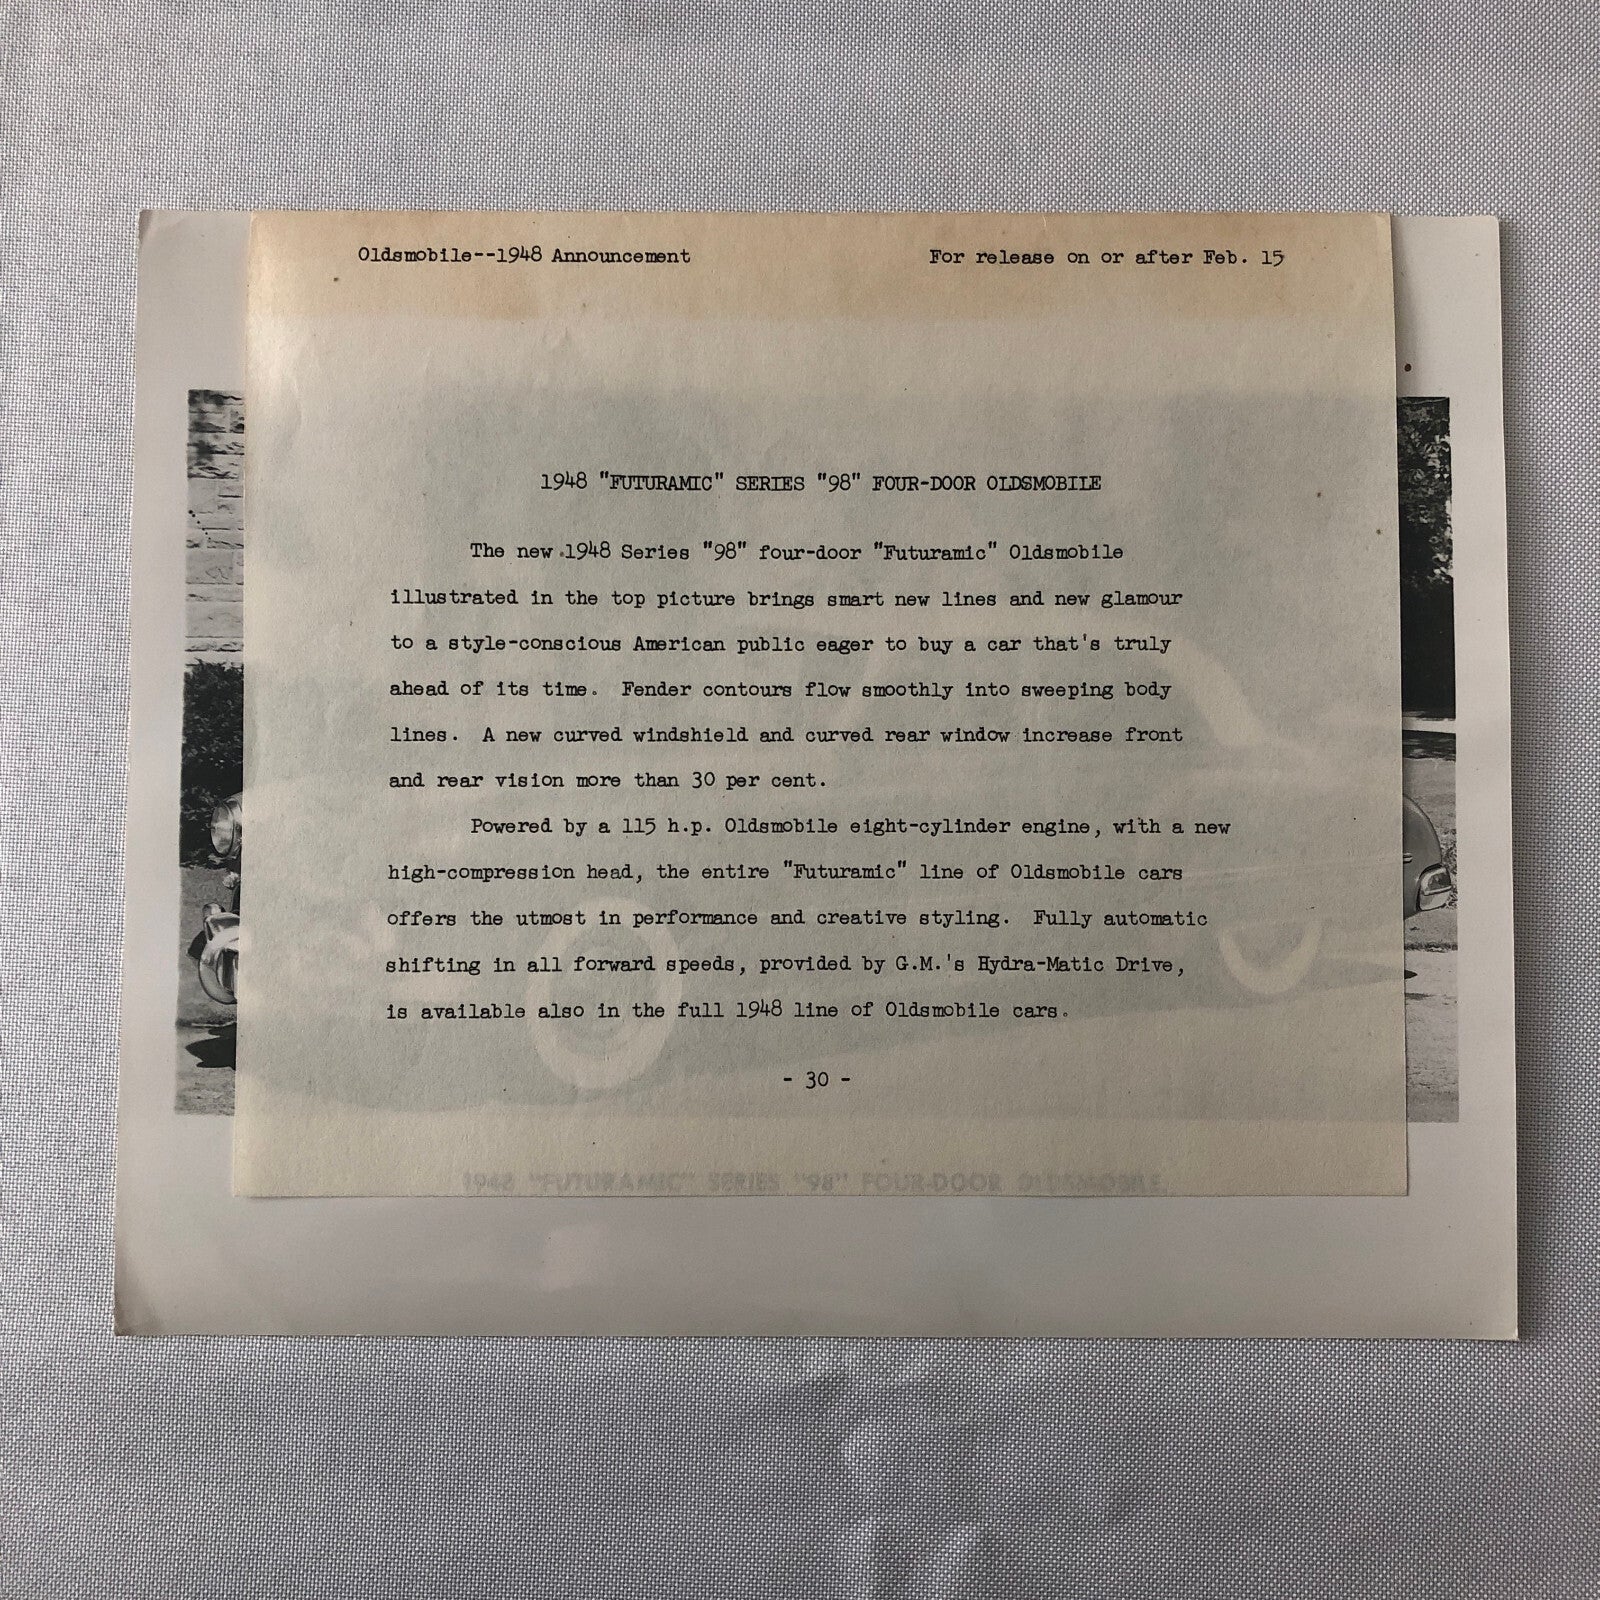 Oldsmobile--1948 Announcement For release on or after Feb. 15
1948 "FUTURAMIC" SERIES "98" FOUR-DOOR OLDSMOBILE
The new 1948 Series "98" four-door "Futuramic" Oldsmobile
illustrated in the top picture brings smart new lines and new glamour
to a style-conscious American public eager to buy a car that's truly
ahead of its time. Fender contours flow smoothly into sweeping body
lines. A new curved windshield and curved rear window increase front
and rear vision more than 30 per cent.
Powered by a 115 h.p. Oldsmobile eight-cylinder engine, with a new
high-compression head, the entire "Futuramic" line of Oldsmobile cars
offers the utmost in performance and creative styling. Fully automatic
shifting in all forward speeds, provided by G.M.'s Hydra-Matic Drive,
is available also in the full 1948 line of Oldsmobile cars.
- 30 -
1948 "FUTURAMIC" SERIES "98" FOUR-DOOR OLDSMOBILE.